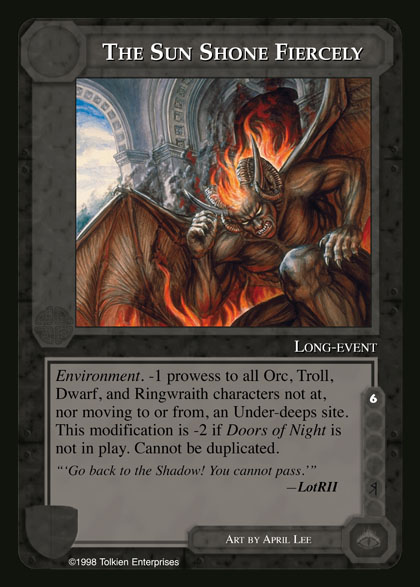 The Sun Shone Fiercely
Long-event
Environment. -1 prowess to all Orc, Troll,
Dwarf, and Ringwraith characters not at,
nor moving to or from, an Under-deeps site.
This modification is -2 if Doors of Night is
not in play. Cannot be duplicated.
6
“‘Go back to the Shadow! You cannot pass.’”
—LotRII
Art by April Lee
©1998 Tolkien Enterprises